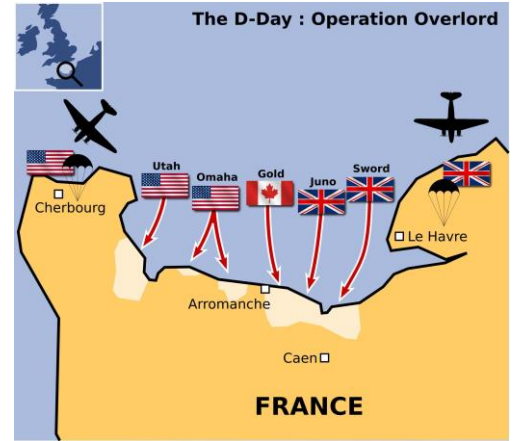 The D-Day : Operation Overlord
Utah
Omaha
Gold
Juno
Sword
Cherbourg
Le Havre
Arromanche
Caen
FRANCE